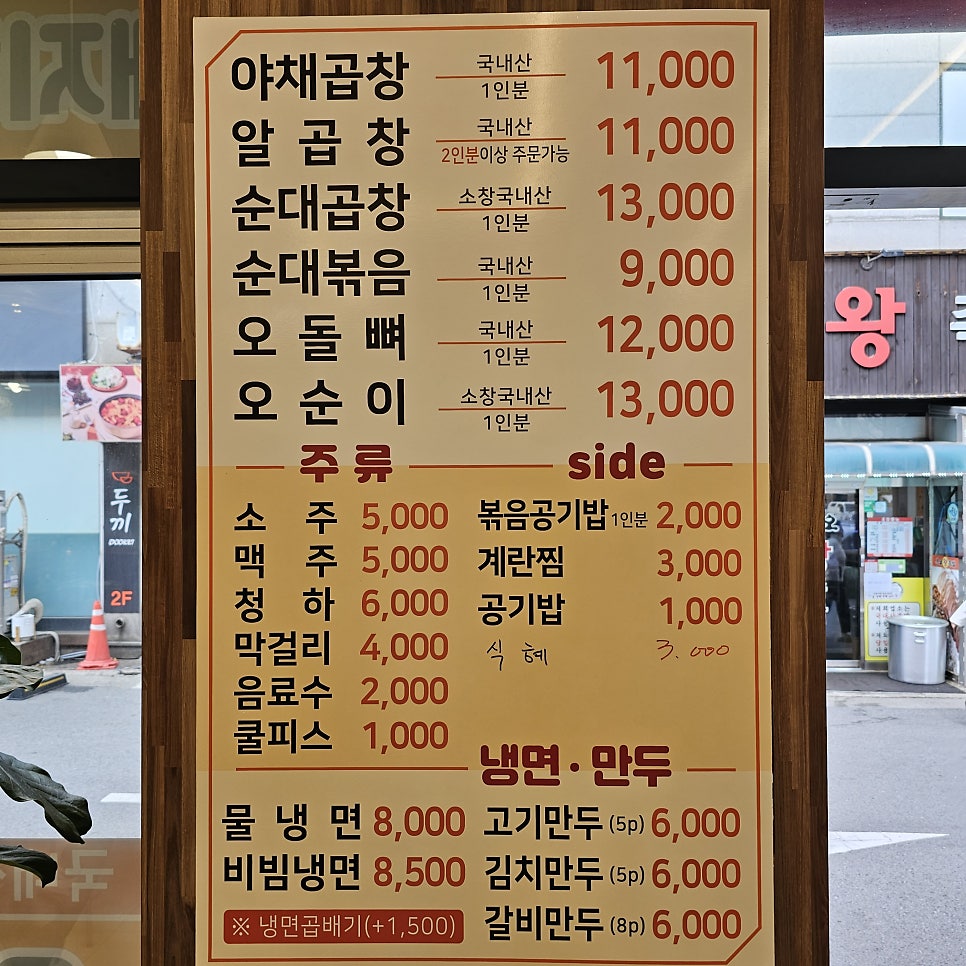 야채곱창 국내산 1인분 11,000
알곱창 국내산 2인분이상 주문가능 11,000
순대곱창 소창국내산 1인분 13,000
순대볶음 국내산 1인분 9,000
오돌뼈 국내산 1인분 12,000
오순이 소창국내산 1인분 13,000
주류
소주 5,000
맥주 5,000
청하 6,000
막걸리 4,000
음료수 2,000
쿨피스 1,000
side
볶음공기밥 1인분 2,000
계란찜 3,000
공기밥 1,000
식혜 3.000
냉면·만두
물냉면 8,000
비빔냉면 8,500
※ 냉면곱배기(+1,500)
고기만두 (5p) 6,000
김치만두 (5p) 6,000
갈비만두 (8p) 6,000
두끼
DOOKKI
2F
왕